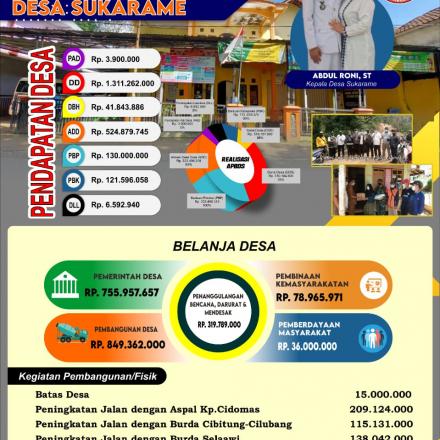 DESA SUKARAME
ABDUL RONI, ST
Kepala Desa Sukarame
PENDAPATAN DESA
PAD Rp. 3.900.000
DD Rp. 1.311.262.000
DBH Rp. 41.843.886
ADD Rp. 524.879.745
PBP Rp. 130.000.000
PBK Rp. 121.596.058
DLL Rp. 6.592.940
REALISASI
APBDS
BELANJA DESA
PEMERINTAH DESA
RP. 755.957.657
PEMBINAAN
KEMASYARAKATAN
RP. 78.965.971
PENANGGULANGAN
BENCANA, DARURAT &
MENDESAK
RP. 319.789.000
PEMBANGUNAN DESA
RP. 849.362.000
PEMBERDAYAAN
MASYARAKAT
RP. 36.000.000
Kegiatan Pembangunan/Fisik
Batas Desa 15.000.000
Peningkatan Jalan dengan Aspal Kp.Cidomas 209.124.000
Peningkatan Jalan dengan Burda Cibitung-Cilubang 115.131.000
Peningkatan Jalan dengan Burda Selaawi 138.042.000